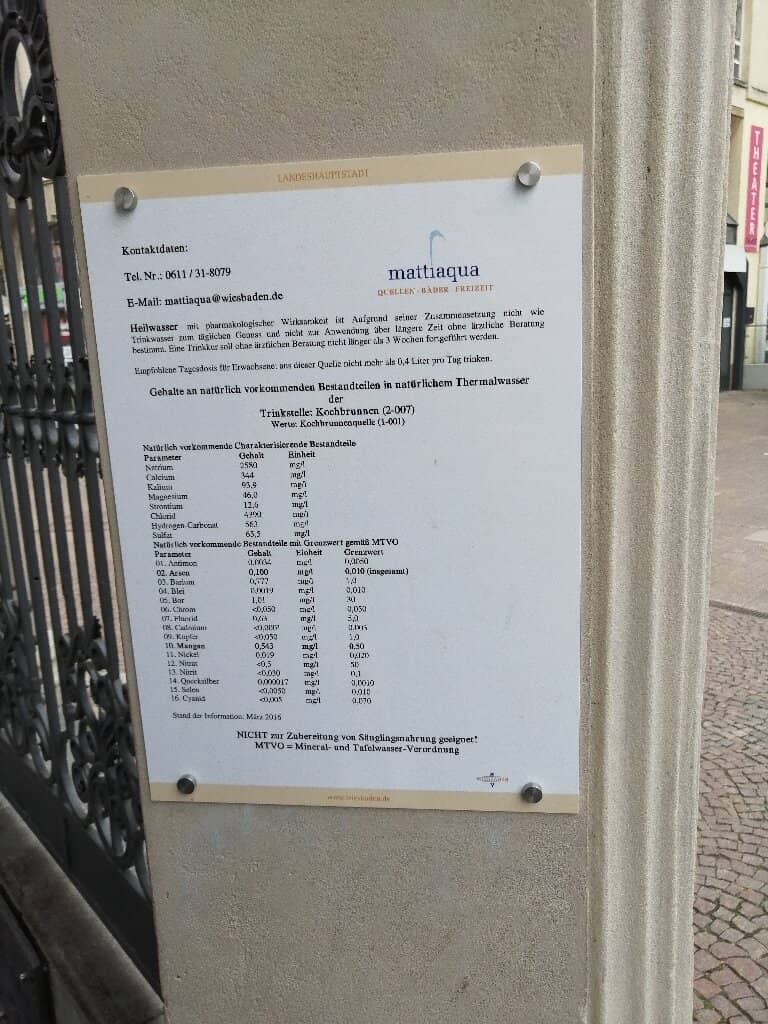 LANDESHAUPTSTADT
Kontaktdaten:
Tel. Nr.: 0611 / 31-8079
E-Mail: mattiaqua@wiesbaden.de
mattiaqua
QUELLEN · BÄDER · FREIZEIT
Heilwasser mit pharmakologischer Wirksamkeit ist Aufgrund seiner Zusammensetzung nicht wie
Trinkwasser zum täglichen Genuss und nicht zur Anwendung über längere Zeit ohne ärztliche Beratung
bestimmt. Eine Trinkkur soll ohne ärztlichen Beratung nicht länger als 3 Wochen fortgeführt werden.
Empfohlene Tagesdosis für Erwachsene: aus dieser Quelle nicht mehr als 0,4 Liter pro Tag trinken.
Gehalte an natürlich vorkommenden Bestandteilen in natürlichem Thermalwasser
der
Trinkstelle: Kochbrunnen (2-007)
Werte: Kochbrunnenquelle (1-001)
Natürlich vorkommende Charakterisierende Bestandteile
Parameter Gehalt Einheit
Natrium 2580 mg/l
Calcium 344 mg/l
Kalium 93,9 mg/l
Magnesium 46,0 mg/l
Strontium 12,6 mg/l
Chlorid 4390 mg/l
Hydrogen-Carbonat 563 mg/l
Sulfat 63,5 mg/l
Natürlich vorkommende Bestandteile mit Grenzwert gemäß MTVO
Parameter Gehalt Einheit Grenzwert
01. Antimon 0,0034 mg/l 0,0050
02. Arsen 0,100 mg/l 0,010 (insgesamt)
03. Barium 0,777 mg/l 1,0
04. Blei 0,0019 mg/l 0,010
05. Bor 1,01 mg/l 30
06. Chrom <0,050 mg/l 0,050
07. Fluorid 0,63 mg/l 5,0
08. Cadmium <0,0002 mg/l 0,003
09. Kupfer <0,050 mg/l 1,0
10. Mangan 0,543 mg/l 0,50
11. Nickel 0,019 mg/l 0,020
12. Nitrat <0,5 mg/l 50
13. Nitrit <0,030 mg/l 0,1
14. Quecksilber 0,000017 mg/l 0,0010
15. Selen <0,0050 mg/l 0,010
16. Cyanid <0,005 mg/l 0,070
Stand der Information: März 2016
NICHT zur Zubereitung von Säuglingsnahrung geeignet!
MTVO = Mineral- und Tafelwasser-Verordnung
WIESBADEN
www.wiesbaden.de
THEATER